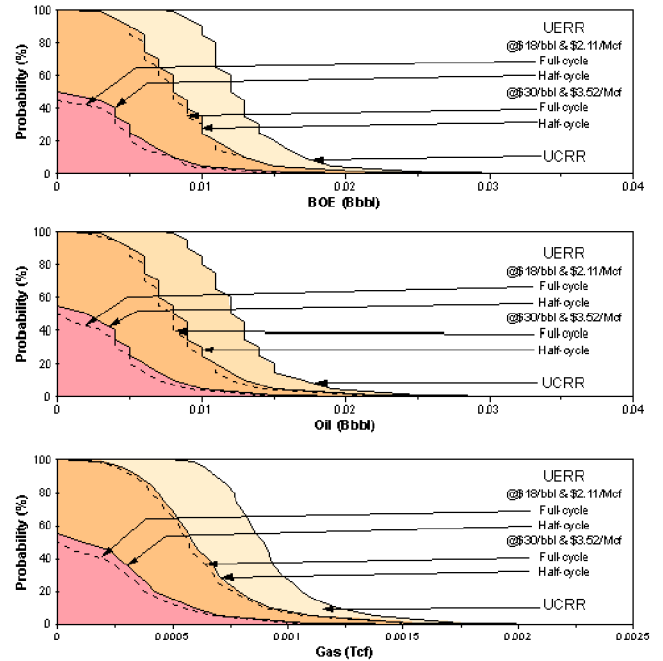 100
80
60
40
20
0
Probability (%)
UERR
@$18/bbl & $2.11/Mcf
Full-cycle
Half-cycle
@$30/bbl & $3.52/Mcf
Full-cycle
Half-cycle
UCRR
0
0.01
0.02
0.03
0.04
BOE (Bbbl)
100
80
60
40
20
0
Probability (%)
UERR
@$18/bbl & $2.11/Mcf
Full-cycle
Half-cycle
@$30/bbl & $3.52/Mcf
Full-cycle
Half-cycle
UCRR
0
0.01
0.02
0.03
0.04
Oil (Bbbl)
100
80
60
40
20
0
Probability (%)
UERR
@$18/bbl & $2.11/Mcf
Full-cycle
Half-cycle
@$30/bbl & $3.52/Mcf
Full-cycle
Half-cycle
UCRR
0
0.0005
0.001
0.0015
0.002
0.0025
Gas (Tcf)